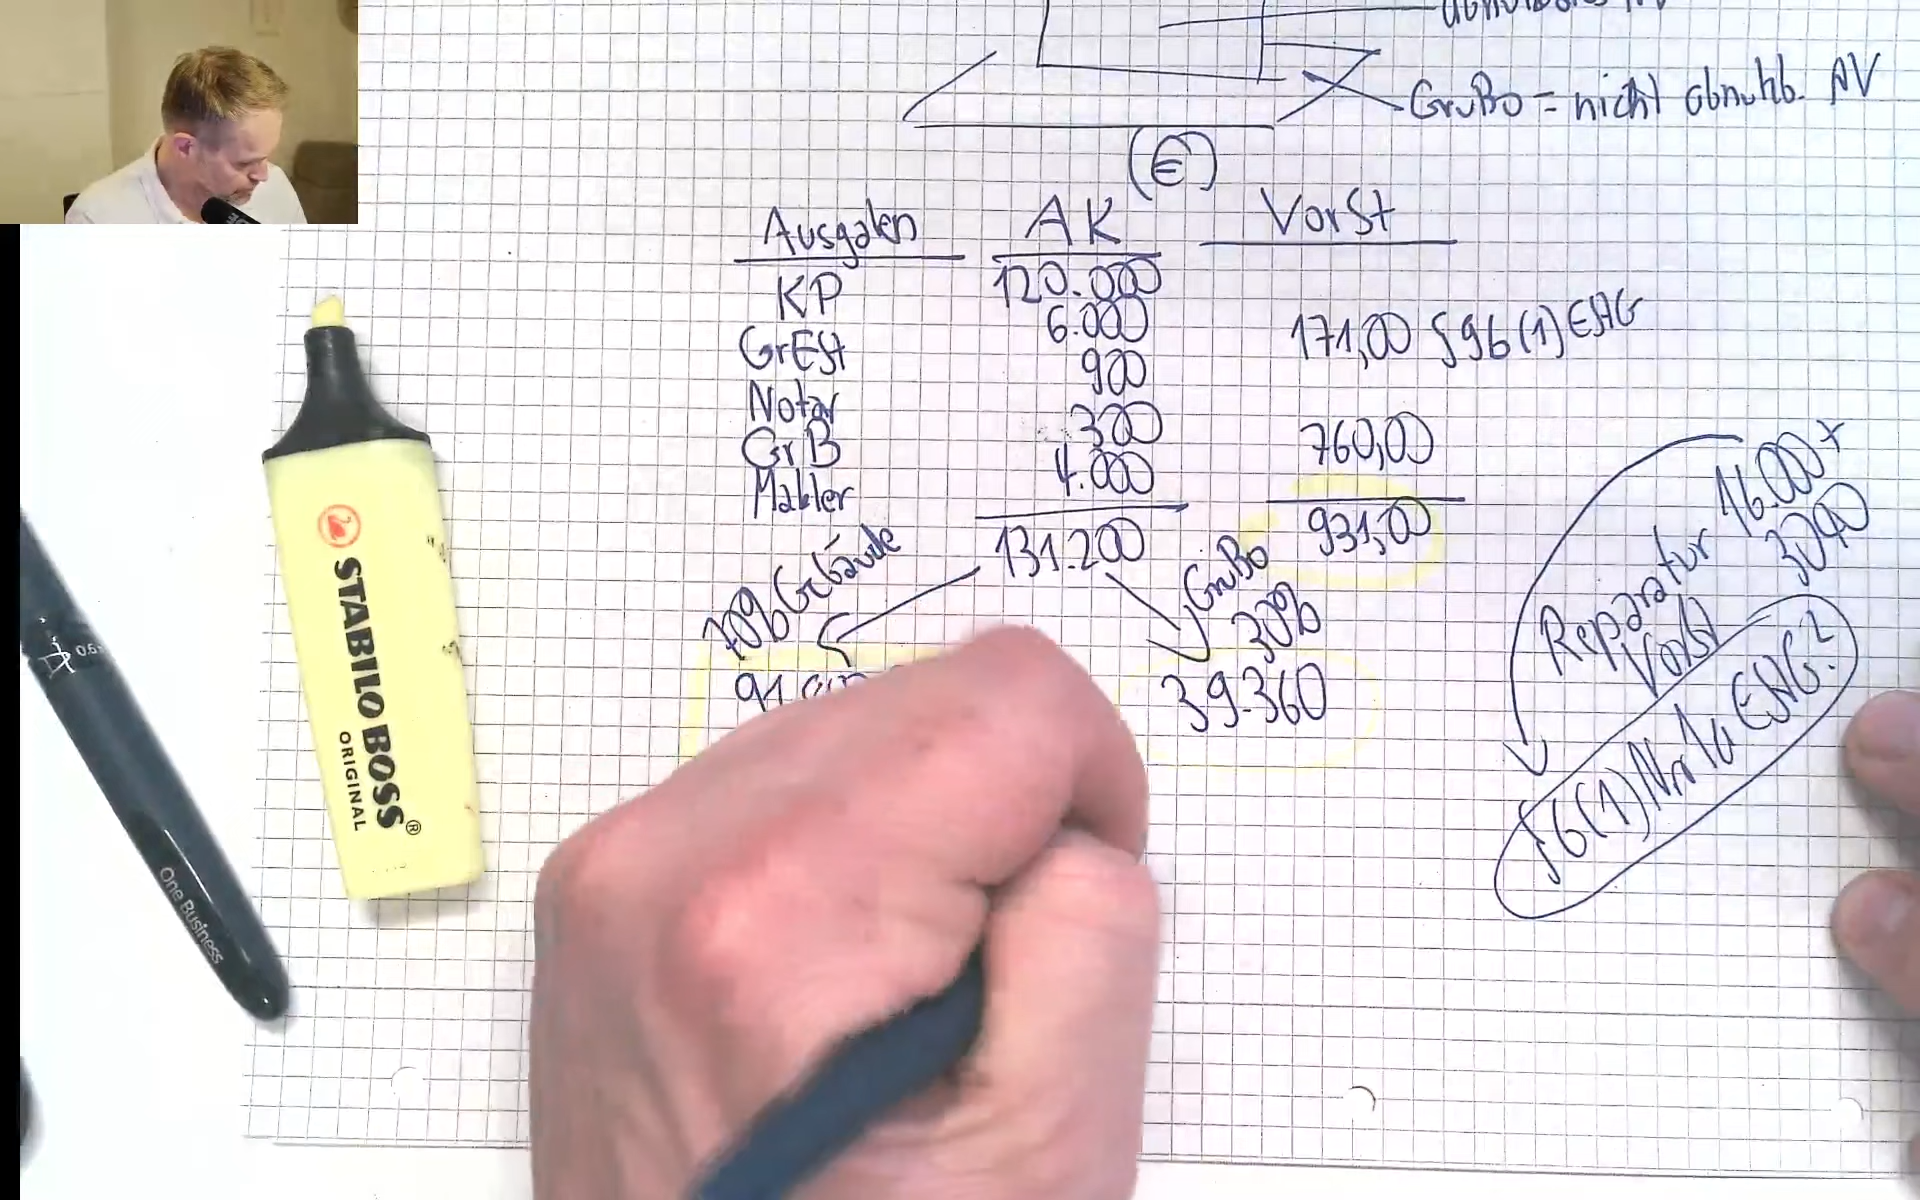 GruBo = nicht abnutzb. AV
(€)
Ausgaben AK VorSt
KP 120.000
GrESt 6.000
Notar 900 171,00 §9b(1) EStG
GrB 300
Makler 4.000 760,00
131.200 931,00
70% Gebäude
GruBo
30%
39.360
Reparatur 16.000+
VorSt 3040
§6(1) Nr. 1a EStG?
STABILO BOSS®
ORIGINAL
One Business